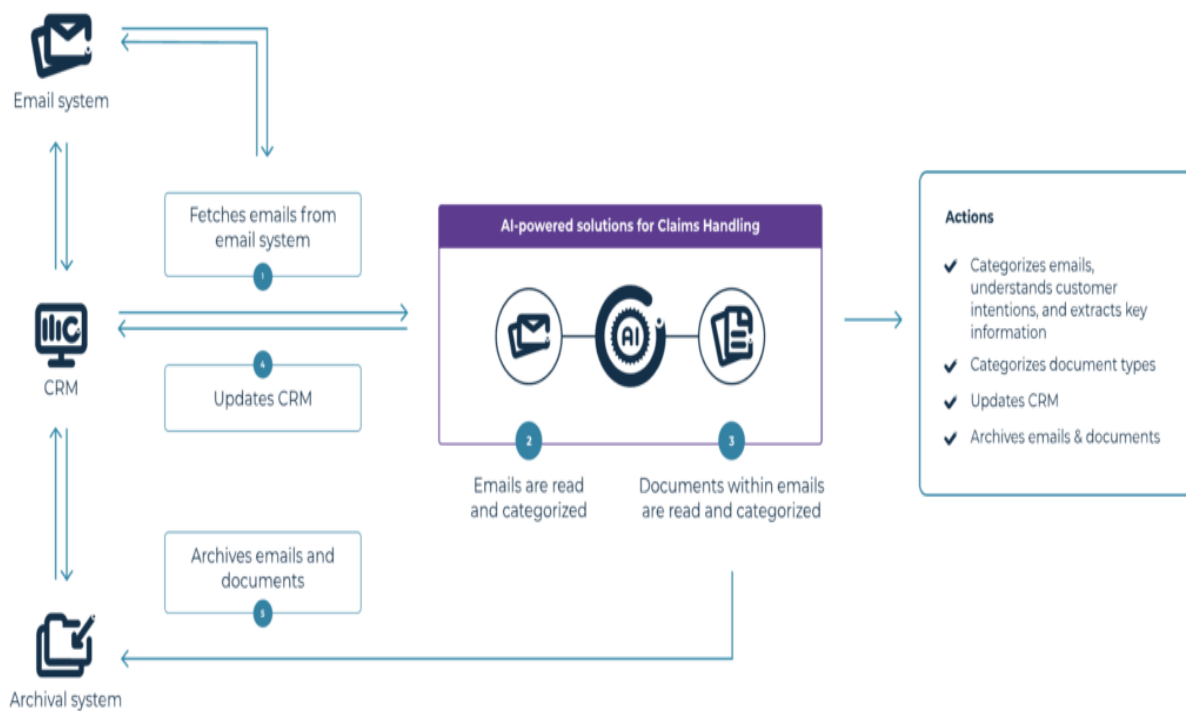 Email system
Fetches emails from
email system
1
CRM
4
Updates CRM
Archives emails and
documents
5
Archival system
AI-powered solutions for Claims Handling
AI
2
Emails are read
and categorized
3
Documents within emails
are read and categorized
Actions
Categorizes emails,
understands customer
intentions, and extracts key
information
Categorizes document types
Updates CRM
Archives emails & documents